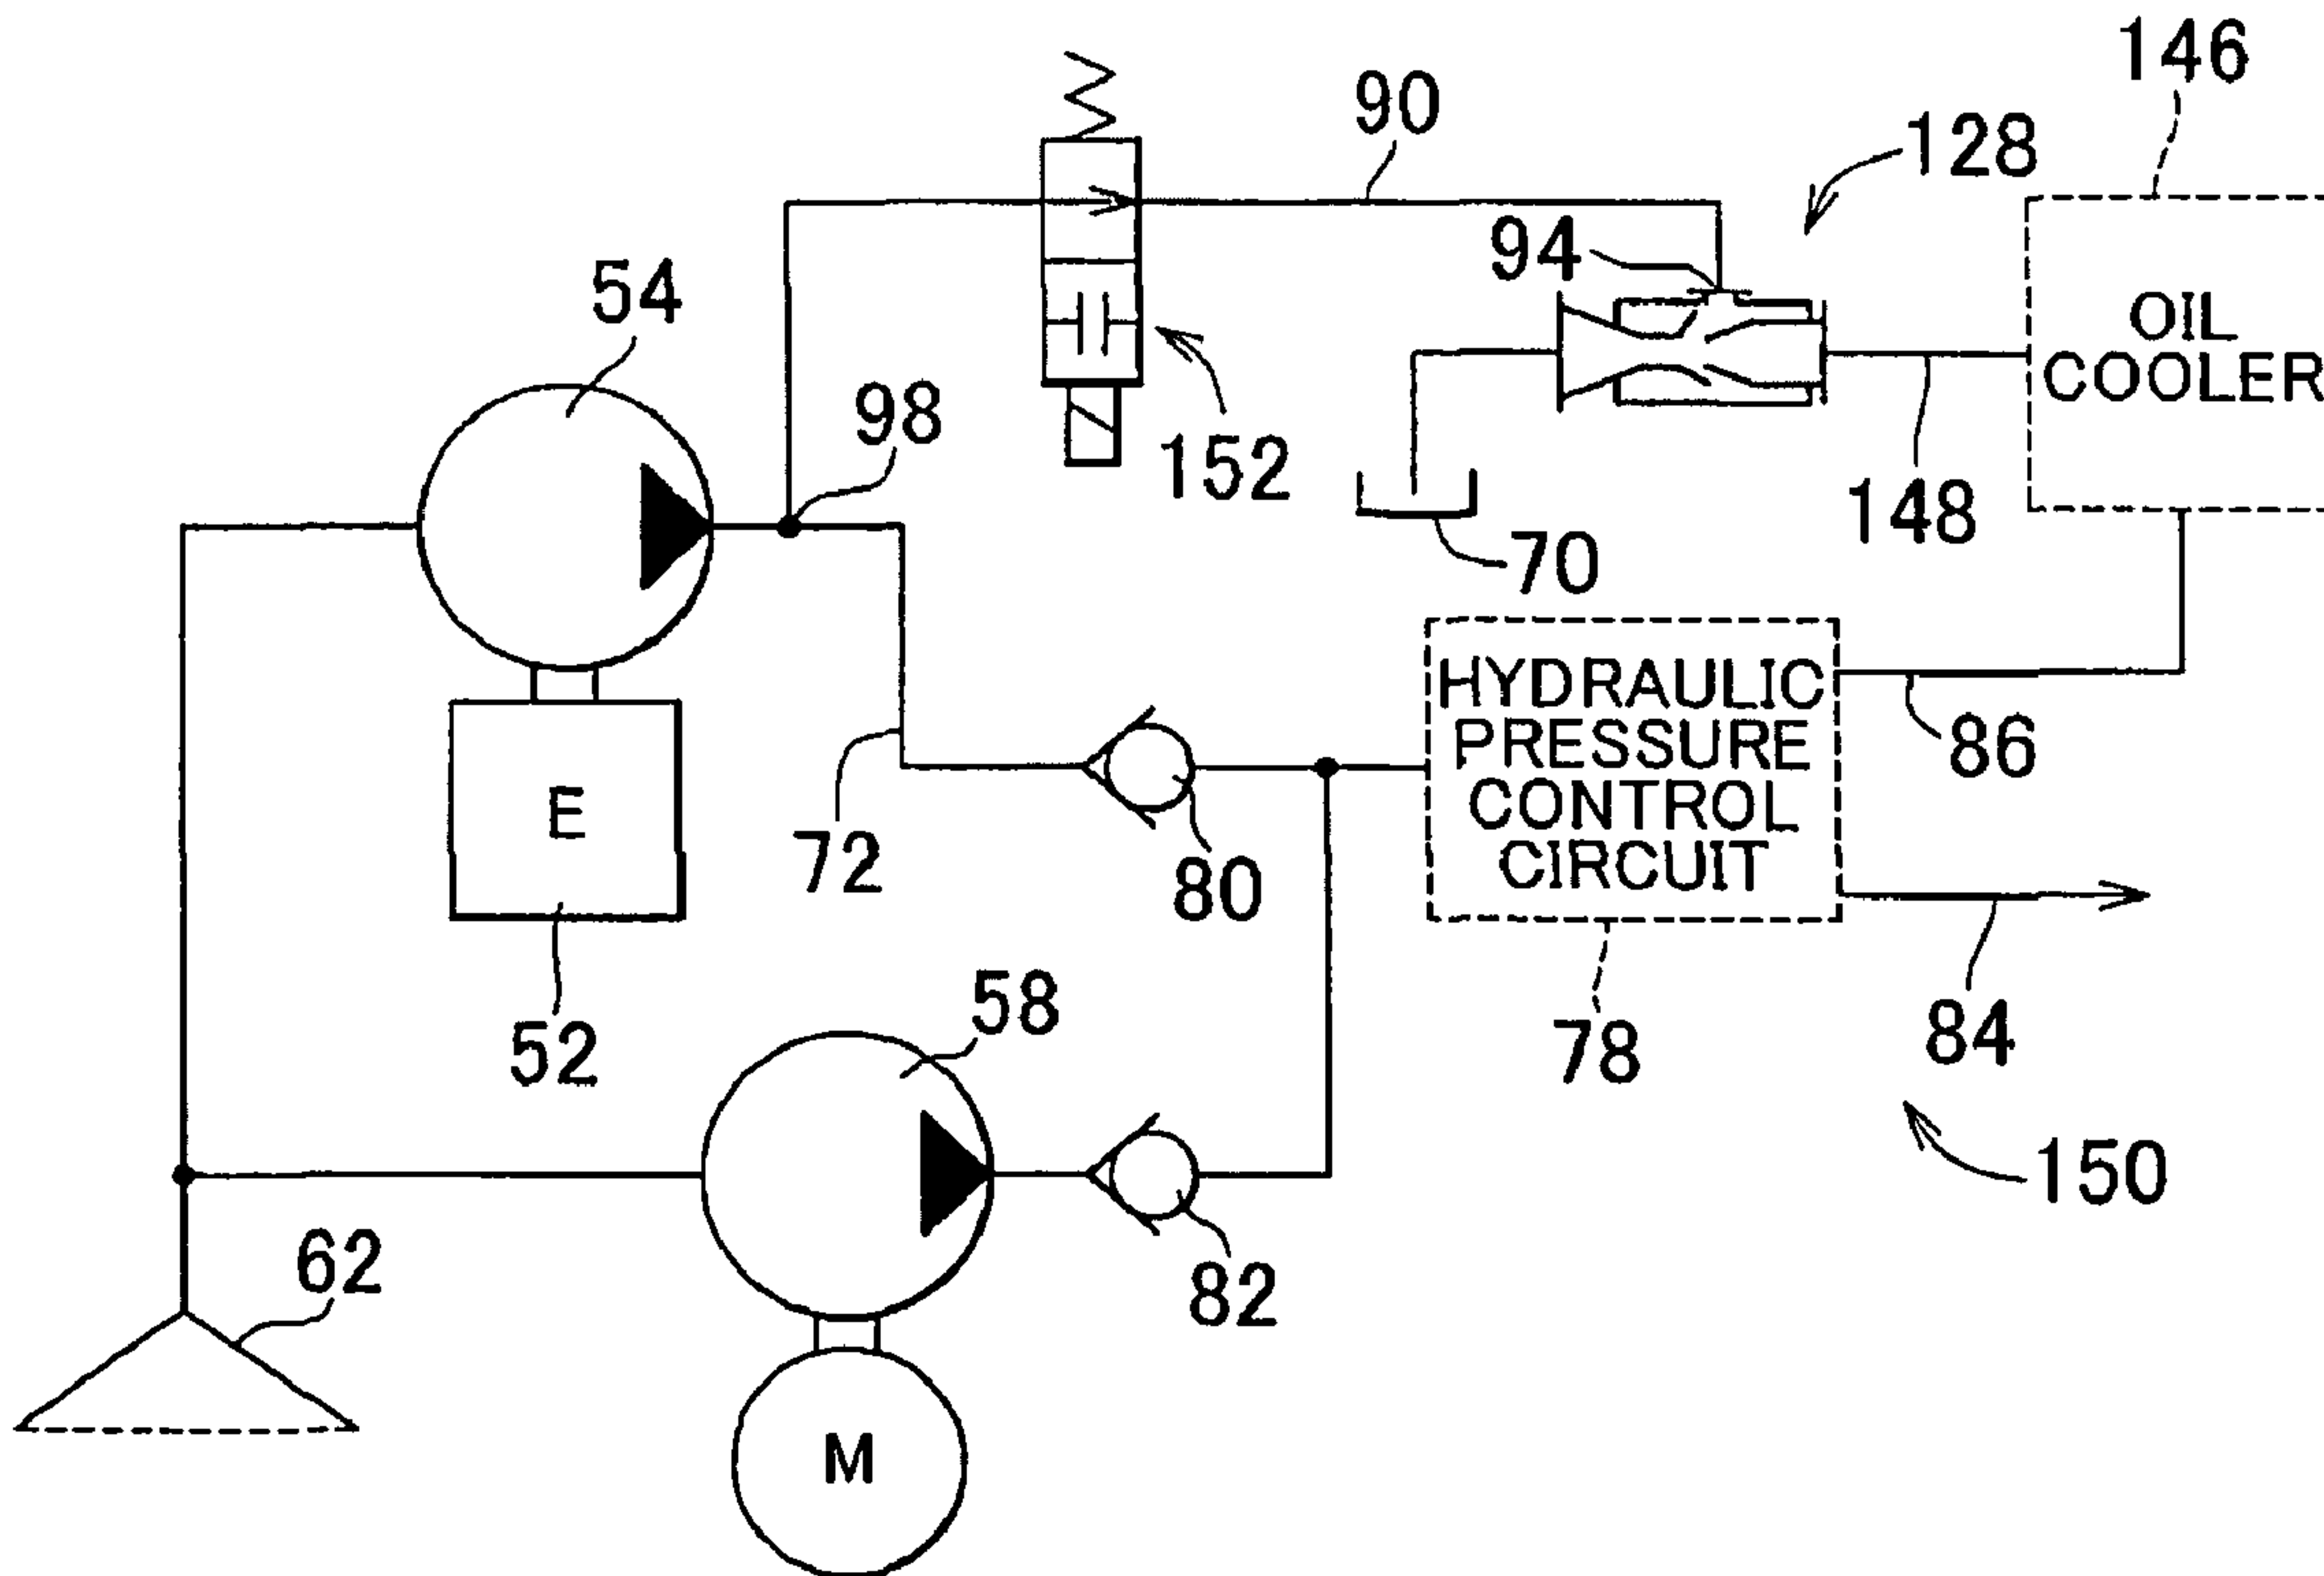 146
90
128
94
54
OIL
COOLER
98
152
148
70
HYDRAULIC
PRESSURE
CONTROL
CIRCUIT
86
E
72
80
58
52
78
84
150
62
82
M